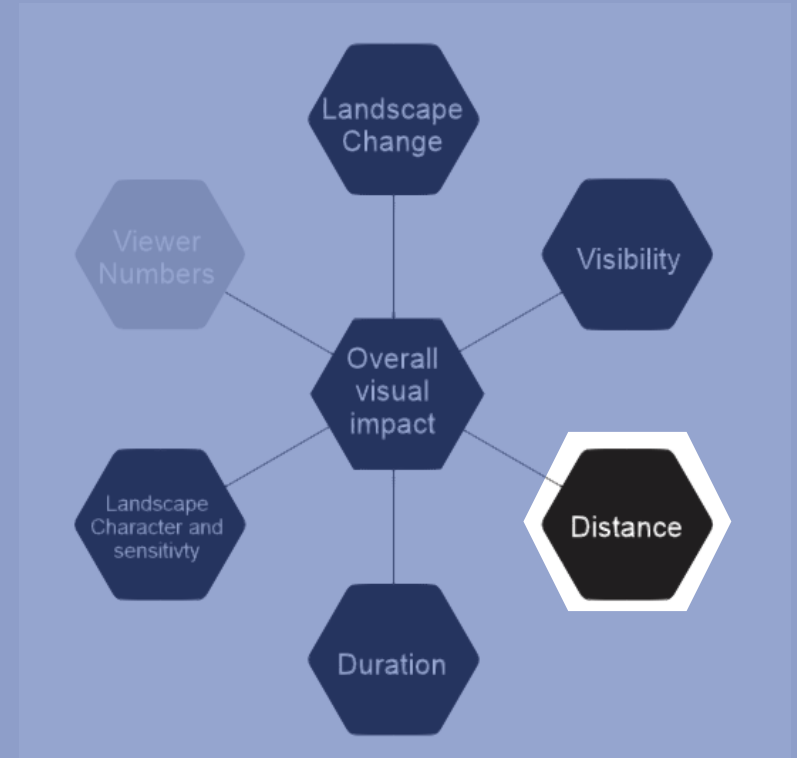 Landscape
Change
Viewer
Numbers
Visibility
Overall
visual
impact
Landscape
Character and
sensitivty
Distance
Duration